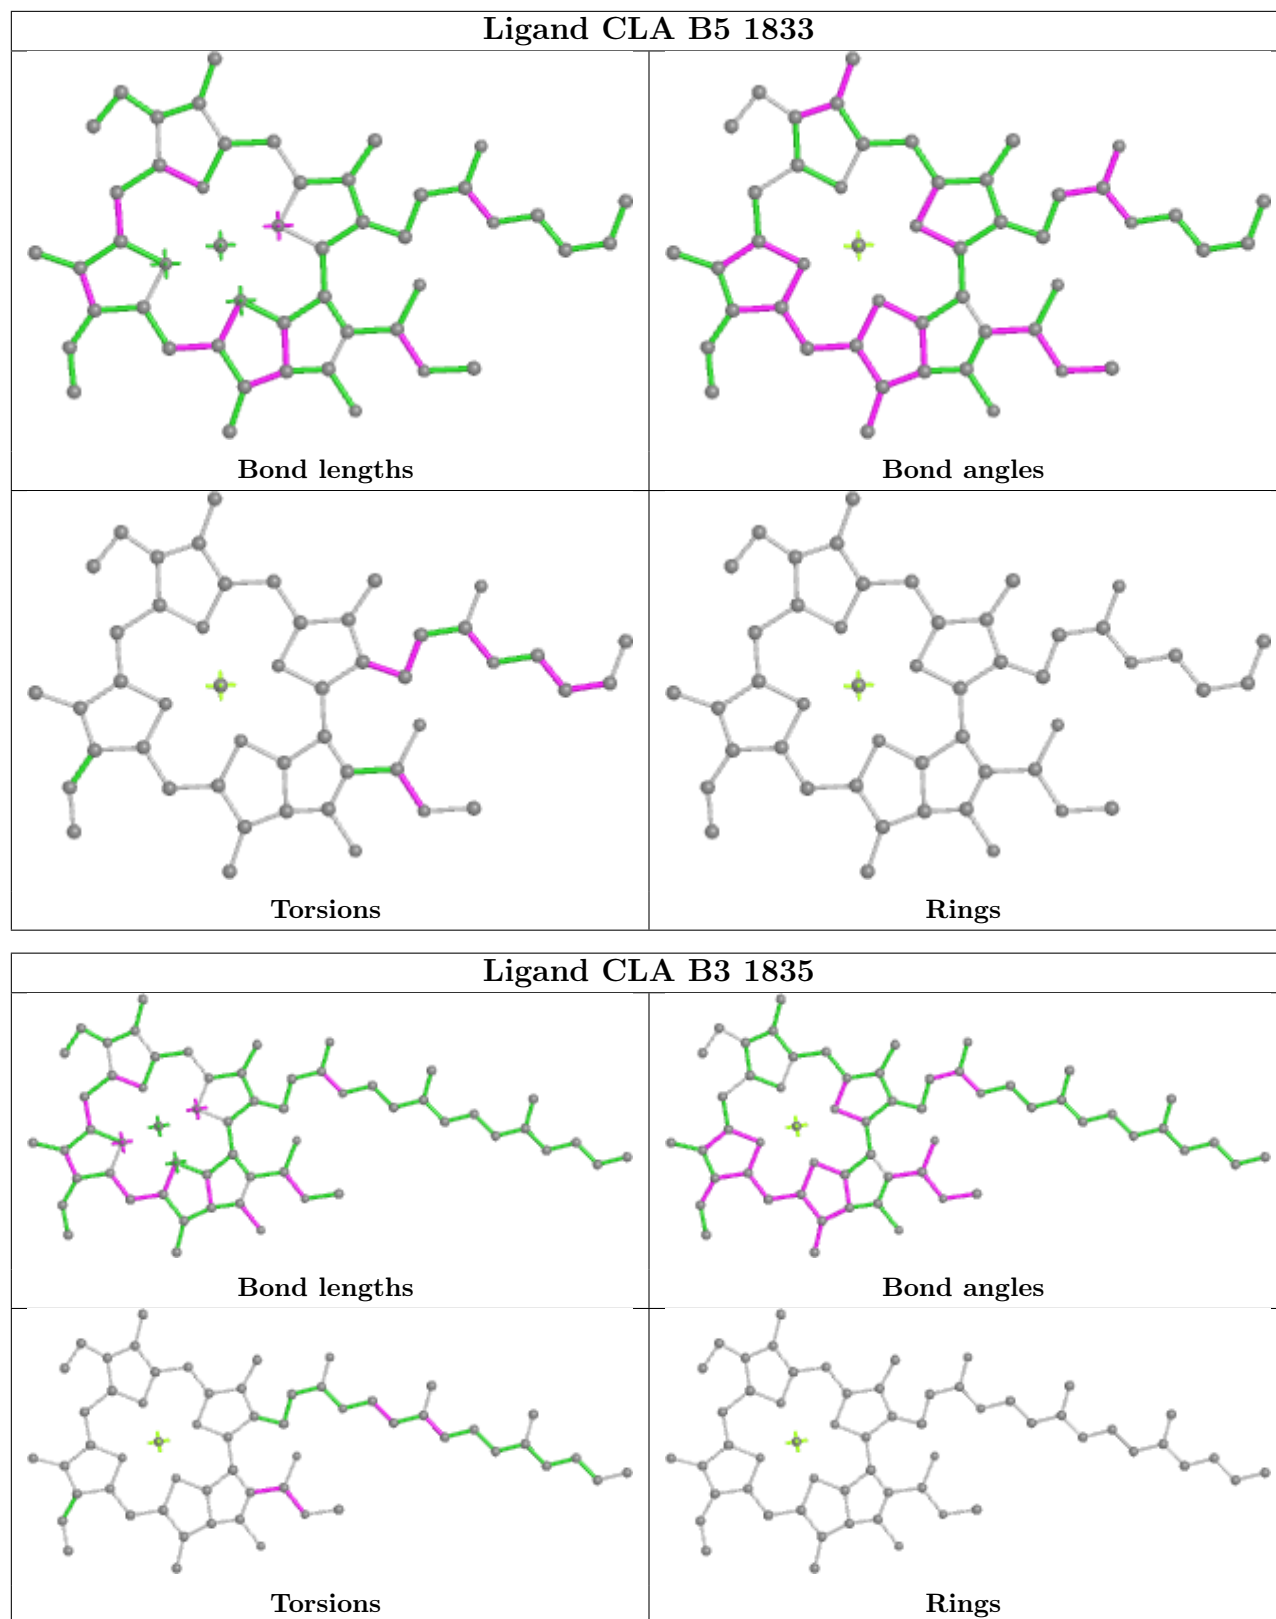 Ligand CLA B5 1833
Bond lengths
Bond angles
Torsions
Rings
Ligand CLA B3 1835
Bond lengths
Bond angles
Torsions
Rings